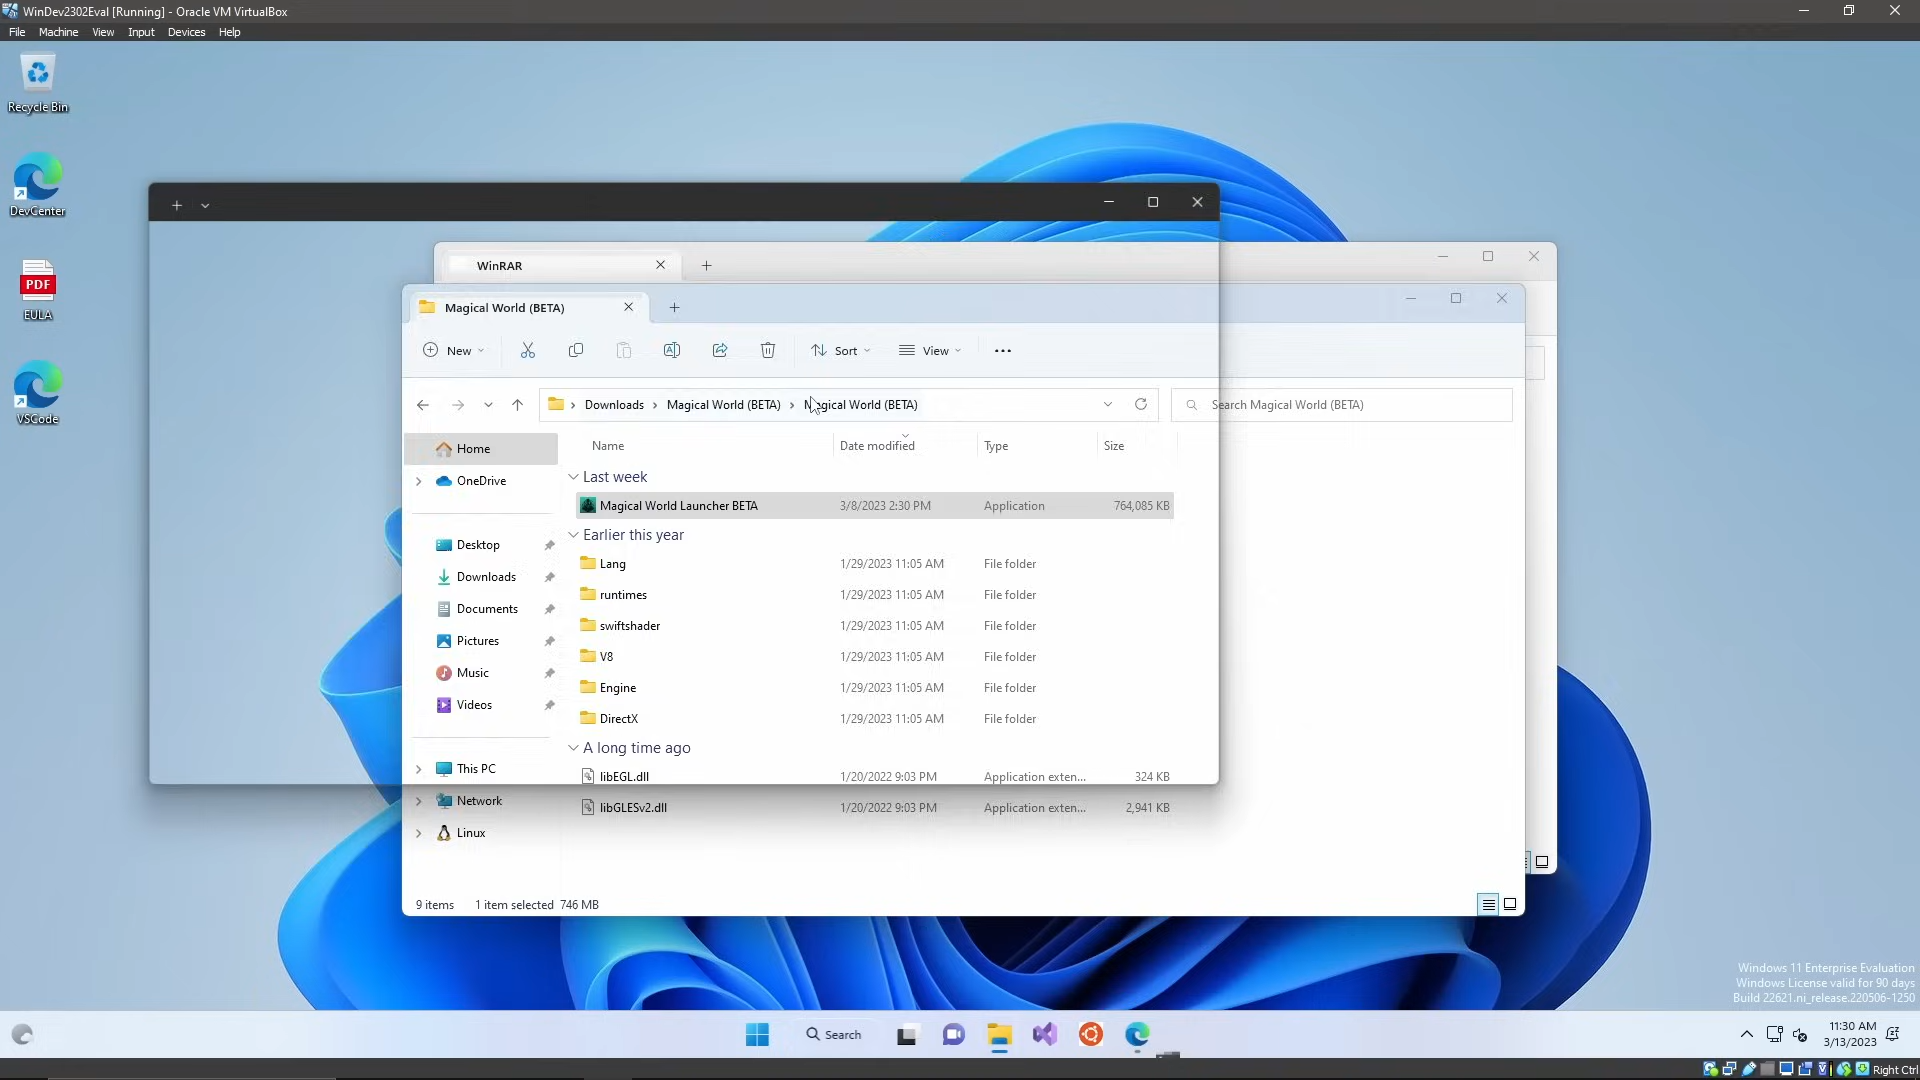 WinDev2302Eval [Running] - Oracle VM VirtualBox
File Machine View Input Devices Help
Recycle Bin
DevCenter
PDF
EULA
VSCode
WinRAR
Magical World (BETA)
New
Sort
View
Downloads
Magical World (BETA)
Magical World (BETA)
Search Magical World (BETA)
Home
OneDrive
Desktop
Downloads
Documents
Pictures
Music
Videos
This PC
Network
Linux
Name Date modified Type Size
Last week
Magical World Launcher BETA 3/8/2023 2:30 PM Application 764,085 KB
Earlier this year
Lang 1/29/2023 11:05 AM File folder
runtimes 1/29/2023 11:05 AM File folder
swiftshader 1/29/2023 11:05 AM File folder
V8 1/29/2023 11:05 AM File folder
Engine 1/29/2023 11:05 AM File folder
DirectX 1/29/2023 11:05 AM File folder
A long time ago
libEGL.dll 1/20/2022 9:03 PM Application exten... 324 KB
libGLESv2.dll 1/20/2022 9:03 PM Application exten... 2,941 KB
9 items 1 item selected 746 MB
Windows 11 Enterprise Evaluation
Windows License valid for 90 days
Build 22621.ni_release.220506-1250
Search
11:30 AM
3/13/2023
Right Ctrl